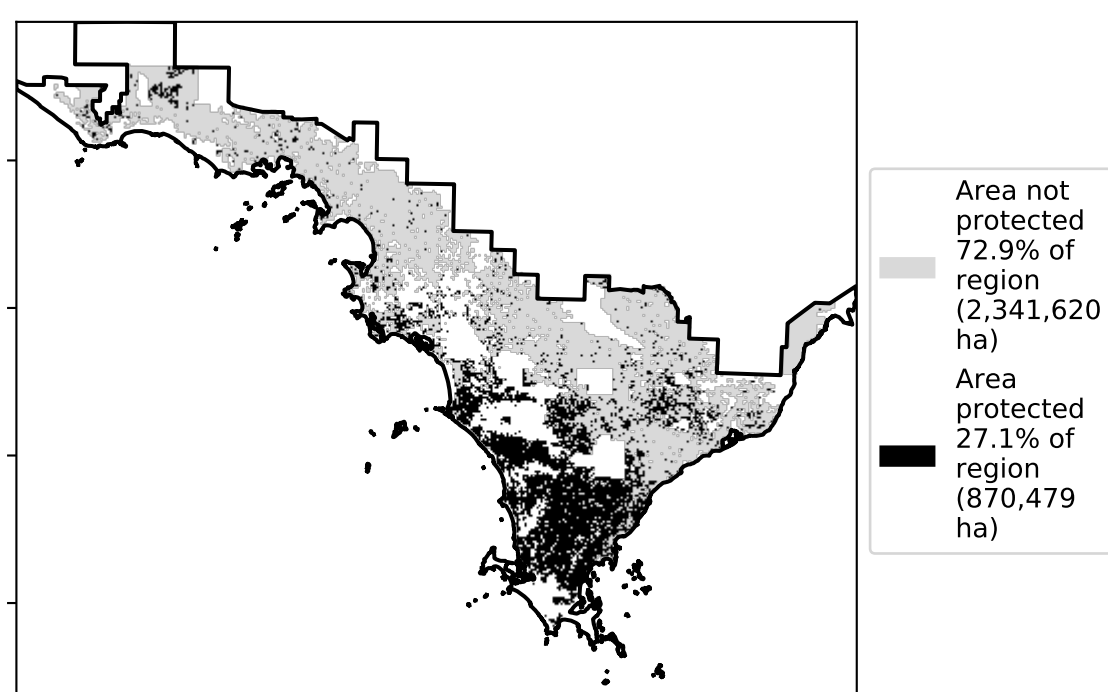 Area not
protected
72.9% of
region
(2,341,620
ha)
Area
protected
27.1% of
region
(870,479
ha)